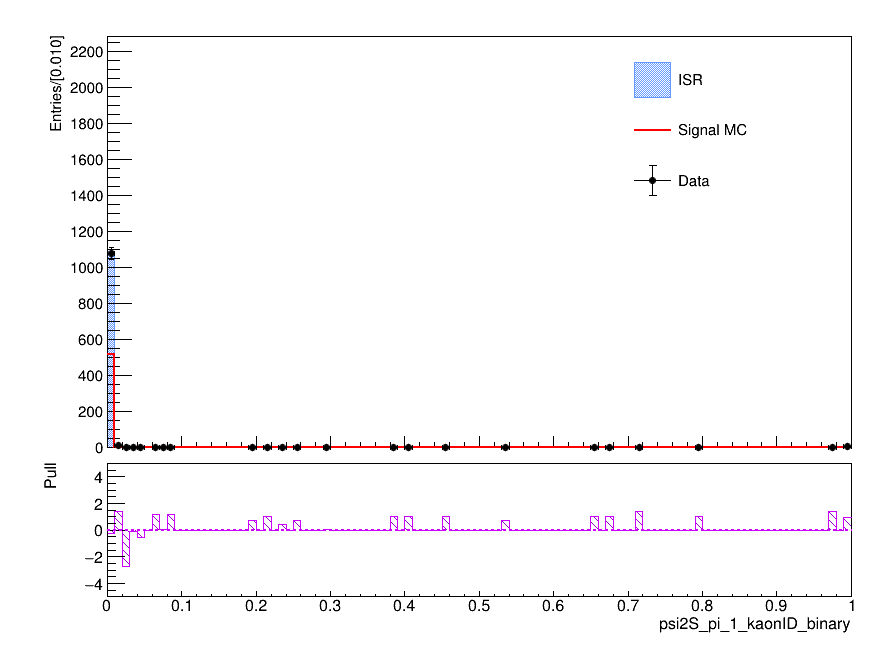 Entries/[0.010]
2200
2000
1800
1600
1400
1200
1000
800
600
400
200
0
ISR
Signal MC
Data
Pull
4
2
0
−2
−4
0 0.1 0.2 0.3 0.4 0.5 0.6 0.7 0.8 0.9 1
psi2S_pi_1_kaonID_binary